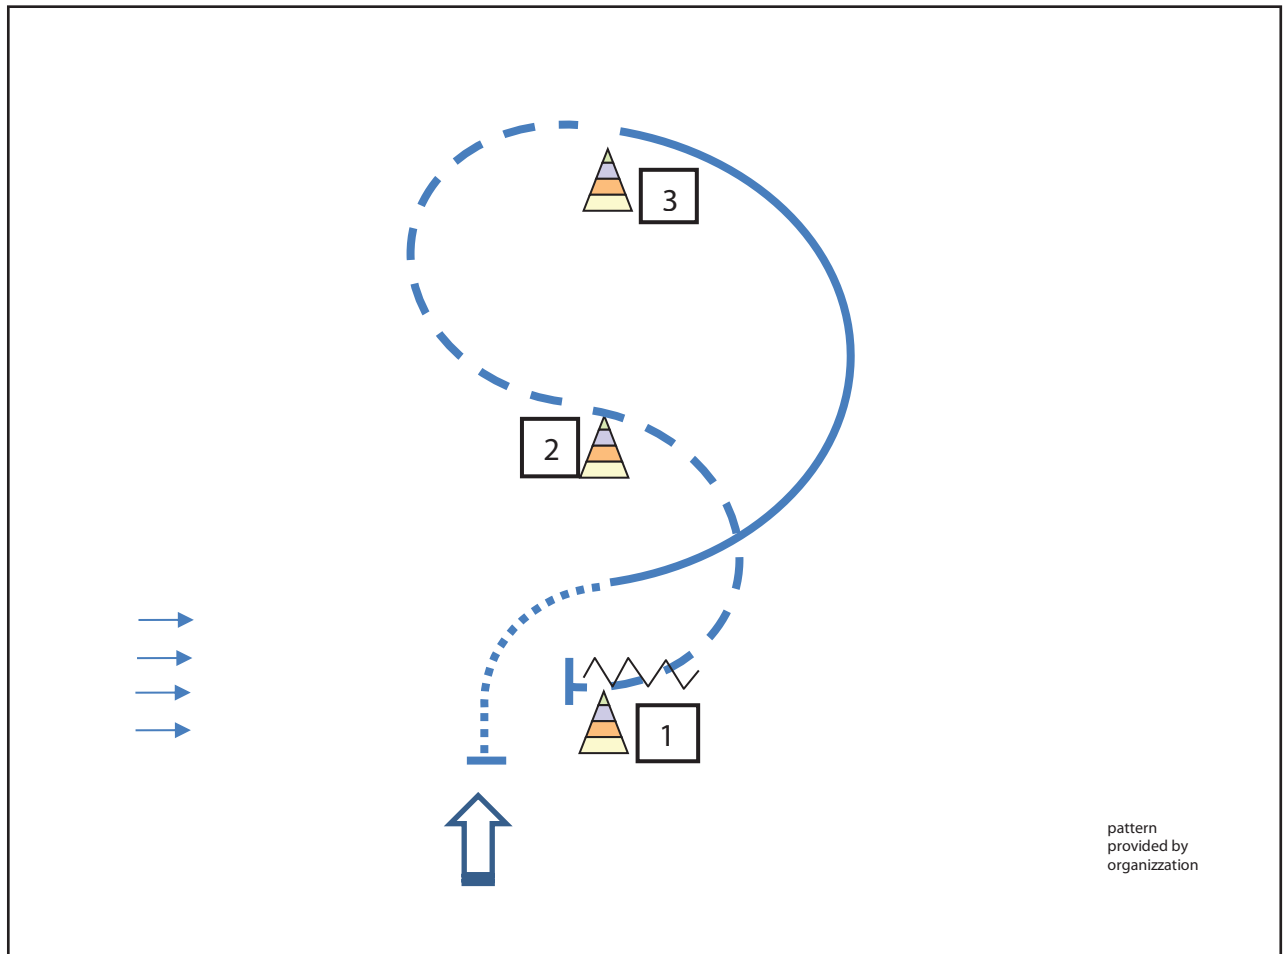 3
2
1
pattern
provided by
organizzation